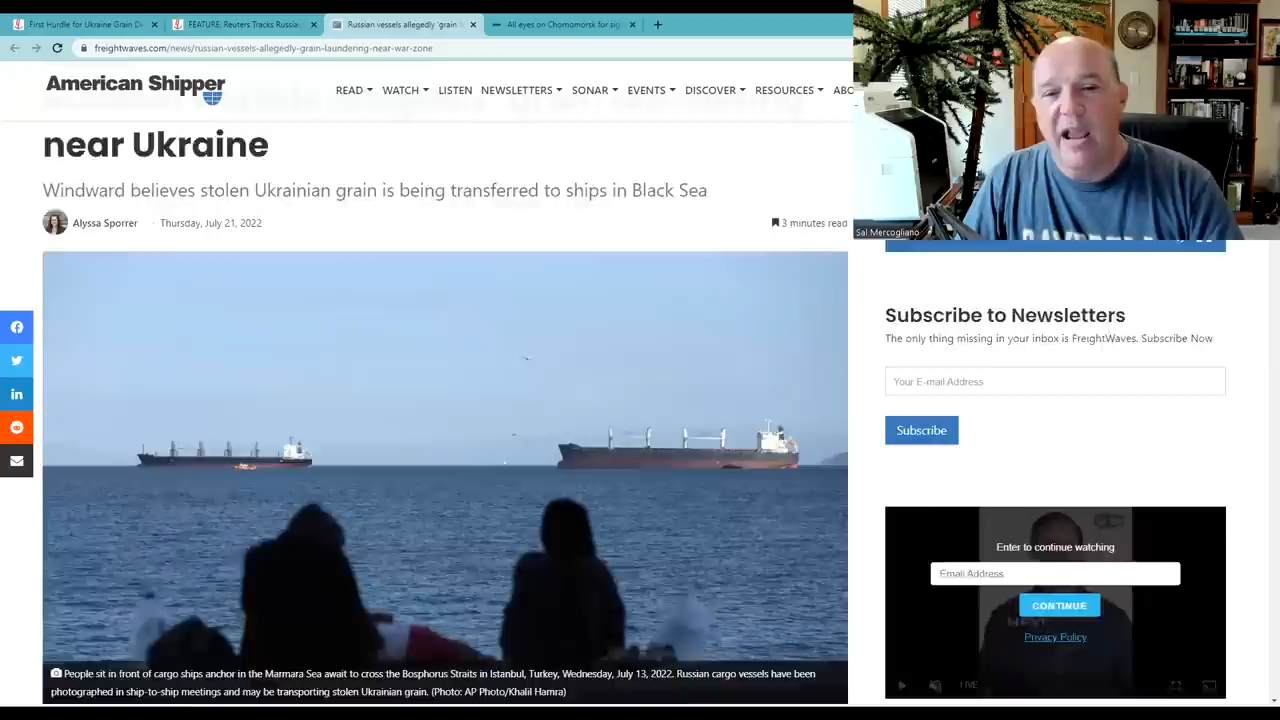 First Hurdle for Ukraine Grain De
FEATURE: Reuters Tracks Russia
Russian vessels allegedly 'grain l
All eyes on Chornomorsk for sig
freightwaves.com/news/russian-vessels-allegedly-grain-laundering-near-war-zone
American Shipper
READ WATCH LISTEN NEWSLETTERS SONAR EVENTS DISCOVER RESOURCES ABO
near Ukraine
Windward believes stolen Ukrainian grain is being transferred to ships in Black Sea
Alyssa Sporrer · Thursday, July 21, 2022
3 minutes read
Sal Mercogliano
Subscribe to Newsletters
The only thing missing in your inbox is FreightWaves. Subscribe Now
Your E-mail Address
Subscribe
Enter to continue watching
Email Address
CONTINUE
Privacy Policy
LIVE
People sit in front of cargo ships anchor in the Marmara Sea await to cross the Bosphorus Straits in Istanbul, Turkey, Wednesday, July 13, 2022. Russian cargo vessels have been
photographed in ship-to-ship meetings and may be transporting stolen Ukrainian grain. (Photo: AP Photo/Khalil Hamra)